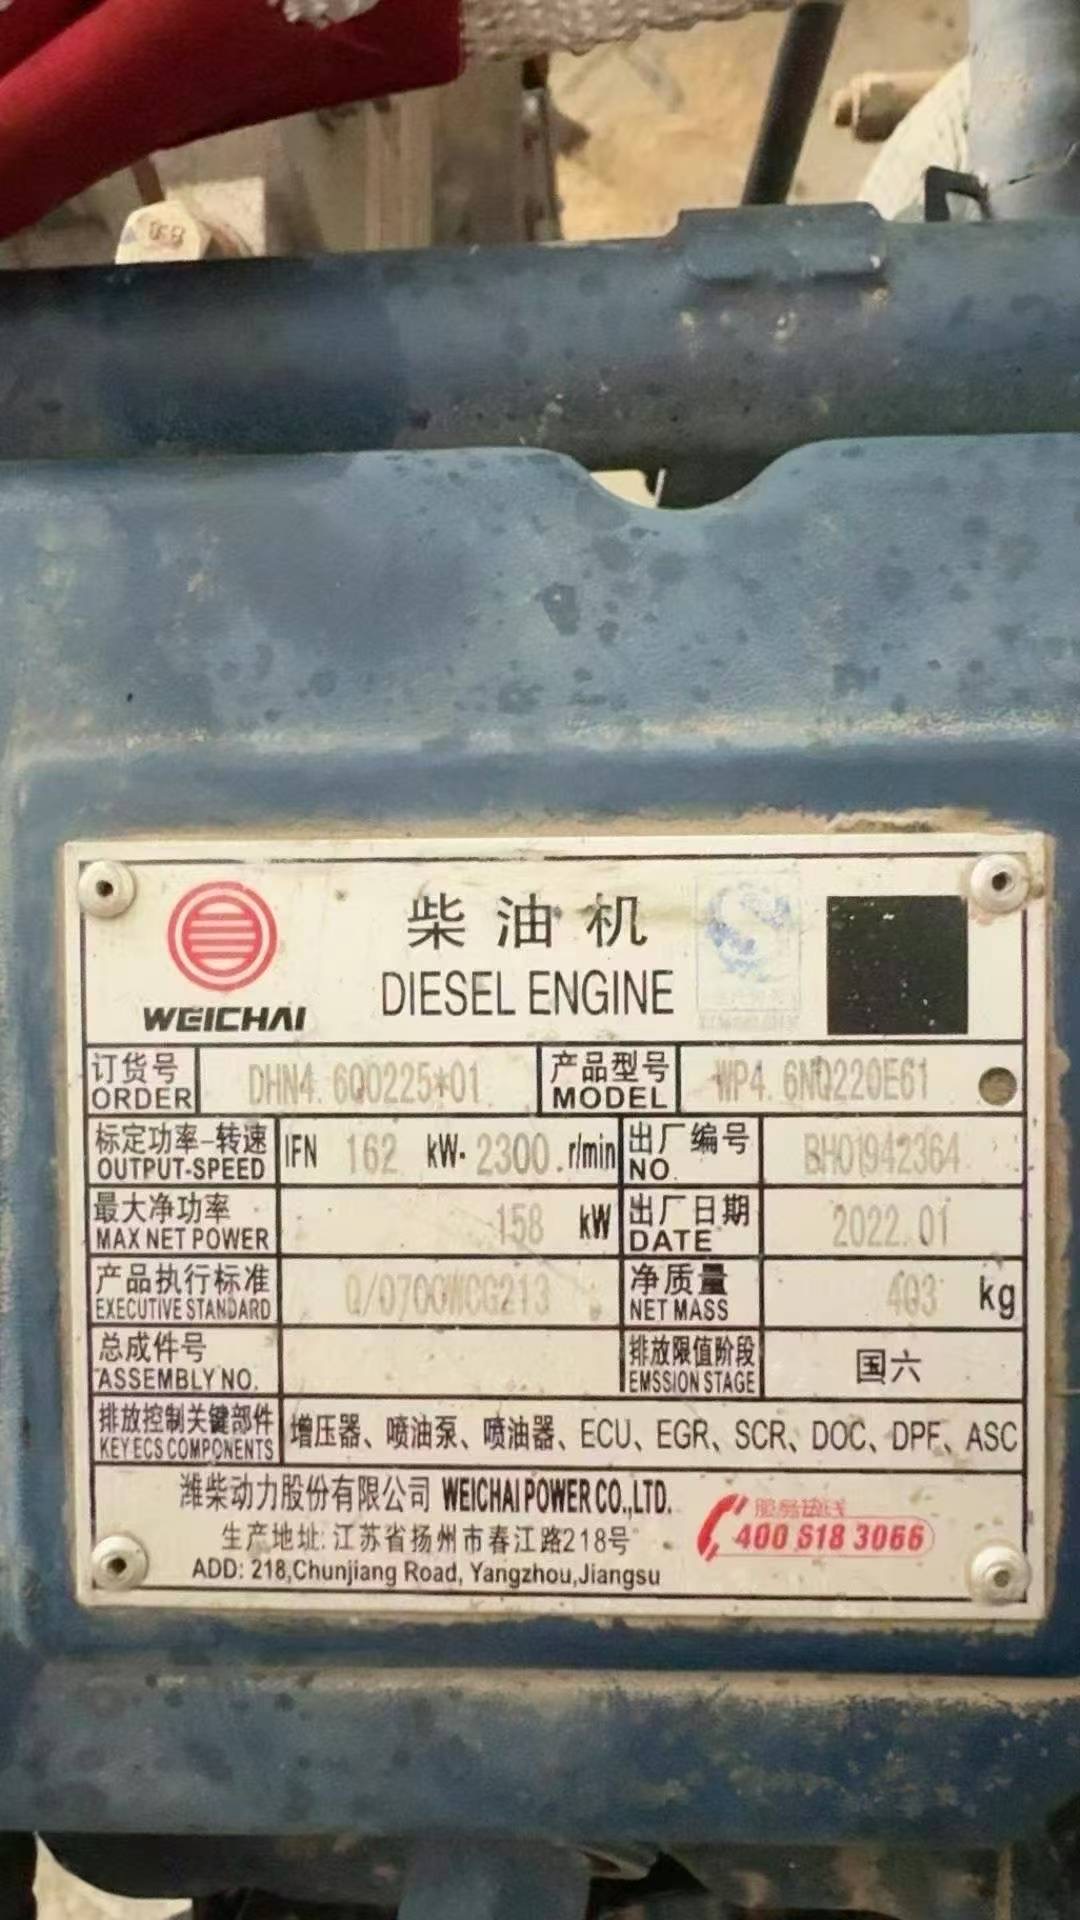 WEICHAI
柴油机
DIESEL ENGINE
订货号 DHN4.6Q0225*01 产品型号 WP4.6NQ220E61
ORDER MODEL
标定功率-转速 IFN 162 kW- 2300 .r/min 出厂编号 BH01942364
OUTPUT-SPEED NO.
最大净功率 158 kW 出厂日期 2022.01
MAX NET POWER DATE
产品执行标准 Q/0700WCG213 净质量 403 kg
EXECUTIVE STANDARD NET MASS
总成件号 排放限值阶段 国六
ASSEMBLY NO. EMSSION STAGE
排放控制关键部件 增压器、喷油泵、喷油器、ECU、EGR、SCR、DOC、DPF、ASC
KEY ECS COMPONENTS
潍柴动力股份有限公司 WEICHAI POWER CO.,LTD.
生产地址: 江苏省扬州市春江路218号
ADD: 218,Chunjiang Road, Yangzhou,Jiangsu
服务热线
400 618 3066